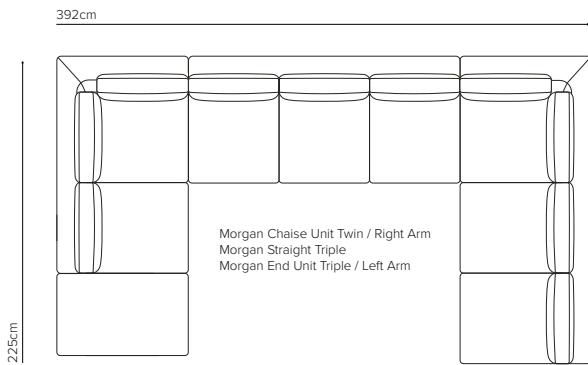 392cm
Morgan Chaise Unit Twin / Right Arm
Morgan Straight Triple
Morgan End Unit Triple / Left Arm
225cm